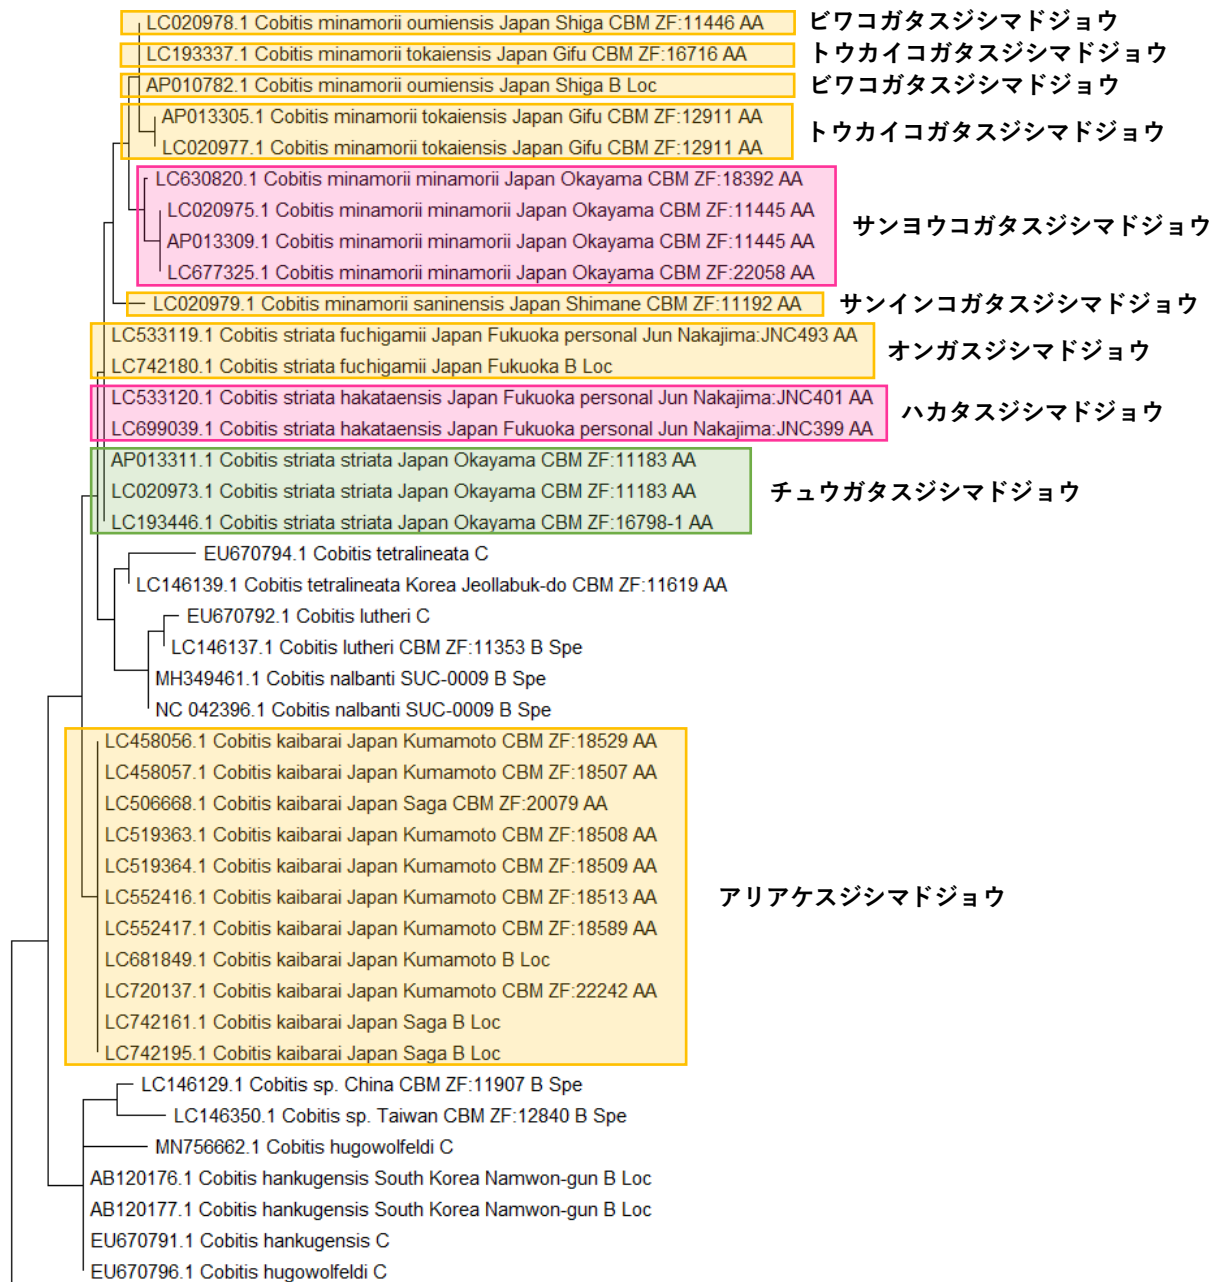 LC020978.1 Cobitis minamorii oumiensis Japan Shiga CBM ZF:11446 AA
ビワコガタスジシマドジョウ
LC193337.1 Cobitis minamorii tokaiensis Japan Gifu CBM ZF:16716 AA
トウカイコガタスジシマドジョウ
AP010782.1 Cobitis minamorii oumiensis Japan Shiga B Loc
ビワコガタスジシマドジョウ
AP013305.1 Cobitis minamorii tokaiensis Japan Gifu CBM ZF:12911 AA
トウカイコガタスジシマドジョウ
LC020977.1 Cobitis minamorii tokaiensis Japan Gifu CBM ZF:12911 AA
LC630820.1 Cobitis minamorii minamorii Japan Okayama CBM ZF:18392 AA
LC020975.1 Cobitis minamorii minamorii Japan Okayama CBM ZF:11445 AA
サンヨウコガタスジシマドジョウ
AP013309.1 Cobitis minamorii minamorii Japan Okayama CBM ZF:11445 AA
LC677325.1 Cobitis minamorii minamorii Japan Okayama CBM ZF:22058 AA
LC020979.1 Cobitis minamorii saninensis Japan Shimane CBM ZF:11192 AA
サンインコガタスジシマドジョウ
LC533119.1 Cobitis striata fuchigamii Japan Fukuoka personal Jun Nakajima:JNC493 AA
オンガスジシマドジョウ
LC742180.1 Cobitis striata fuchigamii Japan Fukuoka B Loc
LC533120.1 Cobitis striata hakataensis Japan Fukuoka personal Jun Nakajima:JNC401 AA
ハカタスジシマドジョウ
LC699039.1 Cobitis striata hakataensis Japan Fukuoka personal Jun Nakajima:JNC399 AA
AP013311.1 Cobitis striata striata Japan Okayama CBM ZF:11183 AA
LC020973.1 Cobitis striata striata Japan Okayama CBM ZF:11183 AA
チュウガタスジシマドジョウ
LC193446.1 Cobitis striata striata Japan Okayama CBM ZF:16798-1 AA
EU670794.1 Cobitis tetralineata C
LC146139.1 Cobitis tetralineata Korea Jeollabuk-do CBM ZF:11619 AA
EU670792.1 Cobitis lutheri C
LC146137.1 Cobitis lutheri CBM ZF:11353 B Spe
MH349461.1 Cobitis nalbanti SUC-0009 B Spe
NC 042396.1 Cobitis nalbanti SUC-0009 B Spe
LC458056.1 Cobitis kaibarai Japan Kumamoto CBM ZF:18529 AA
LC458057.1 Cobitis kaibarai Japan Kumamoto CBM ZF:18507 AA
LC506668.1 Cobitis kaibarai Japan Saga CBM ZF:20079 AA
LC519363.1 Cobitis kaibarai Japan Kumamoto CBM ZF:18508 AA
LC519364.1 Cobitis kaibarai Japan Kumamoto CBM ZF:18509 AA
LC552416.1 Cobitis kaibarai Japan Kumamoto CBM ZF:18513 AA
アリアケスジシマドジョウ
LC552417.1 Cobitis kaibarai Japan Kumamoto CBM ZF:18589 AA
LC681849.1 Cobitis kaibarai Japan Kumamoto B Loc
LC720137.1 Cobitis kaibarai Japan Kumamoto CBM ZF:22242 AA
LC742161.1 Cobitis kaibarai Japan Saga B Loc
LC742195.1 Cobitis kaibarai Japan Saga B Loc
LC146129.1 Cobitis sp. China CBM ZF:11907 B Spe
LC146350.1 Cobitis sp. Taiwan CBM ZF:12840 B Spe
MN756662.1 Cobitis hugowolfeldi C
AB120176.1 Cobitis hankugensis South Korea Namwon-gun B Loc
AB120177.1 Cobitis hankugensis South Korea Namwon-gun B Loc
EU670791.1 Cobitis hankugensis C
EU670796.1 Cobitis hugowolfeldi C